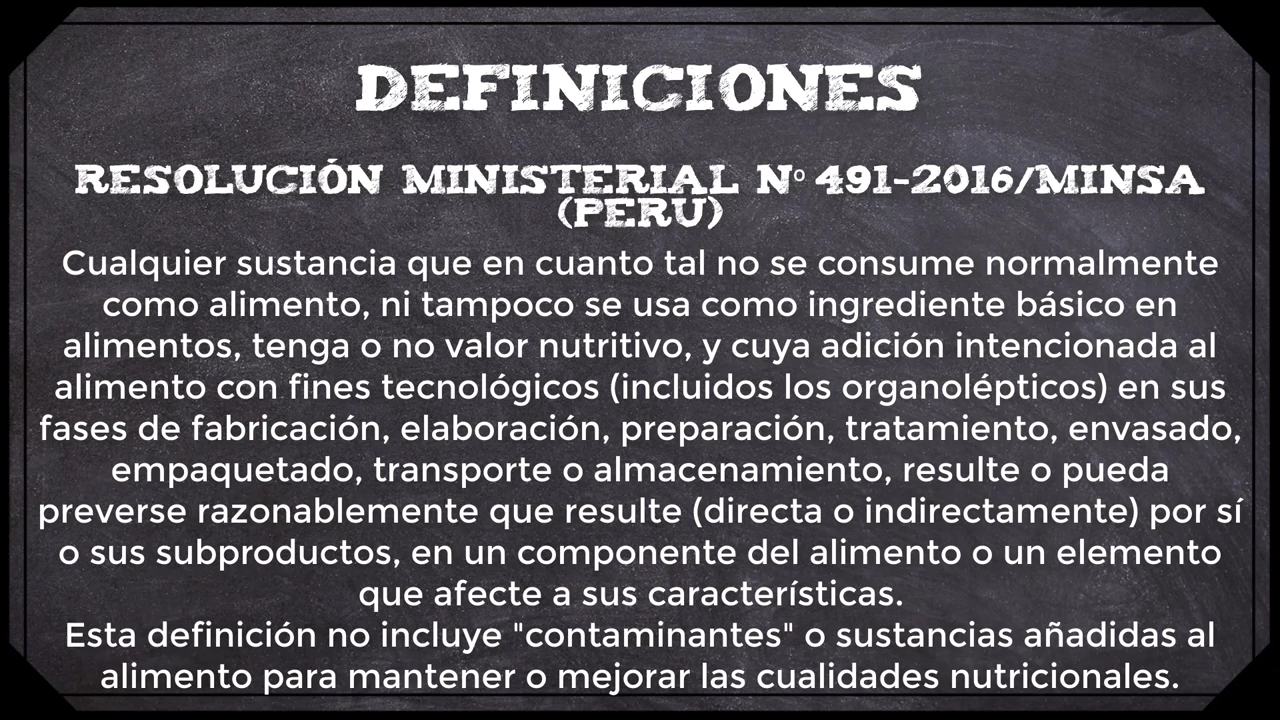 DEFINICIONES
RESOLUCIÓN MINISTERIAL Nº 491-2016/MINSA
(PERU)
Cualquier sustancia que en cuanto tal no se consume normalmente
como alimento, ni tampoco se usa como ingrediente básico en
alimentos, tenga o no valor nutritivo, y cuya adición intencionada al
alimento con fines tecnológicos (incluidos los organolépticos) en sus
fases de fabricación, elaboración, preparación, tratamiento, envasado,
empaquetado, transporte o almacenamiento, resulte o pueda
preverse razonablemente que resulte (directa o indirectamente) por sí
o sus subproductos, en un componente del alimento o un elemento
que afecte a sus características.
Esta definición no incluye "contaminantes" o sustancias añadidas al
alimento para mantener o mejorar las cualidades nutricionales.